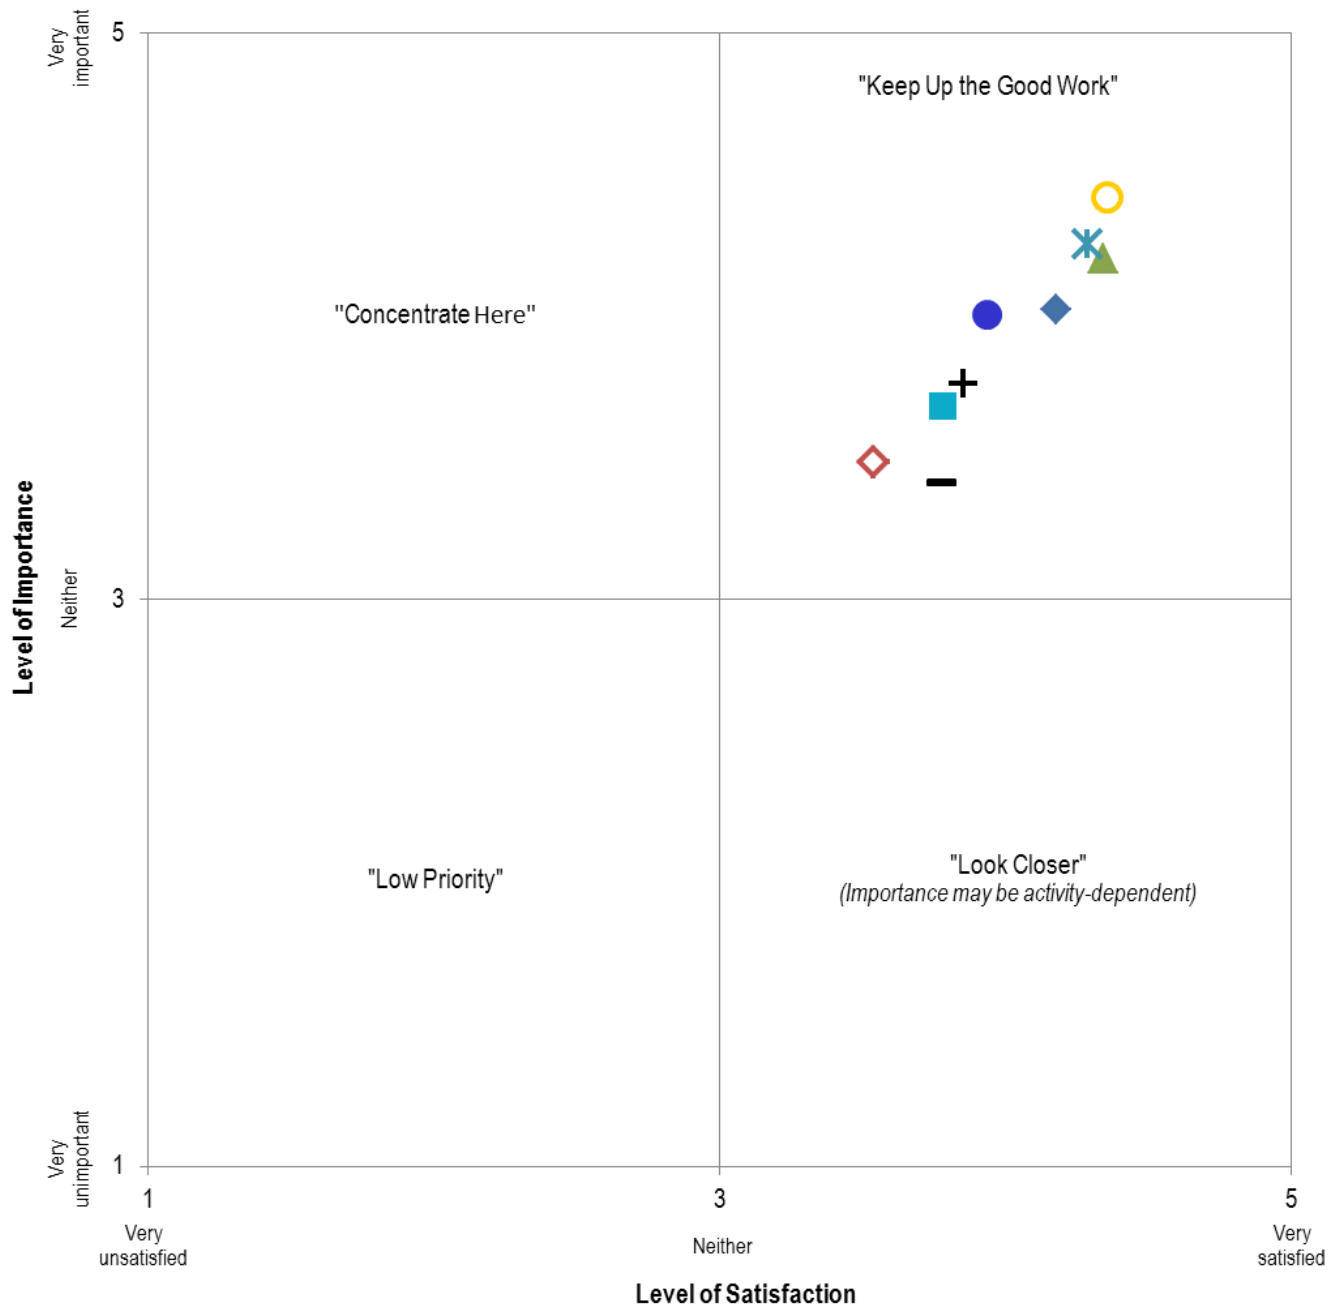 Very
important
5
"Keep Up the Good Work"
"Concentrate Here"
Level of Importance
Neither
3
"Low Priority"
"Look Closer"
(Importance may be activity-dependent)
Very
unimportant
1
1
3
5
Very
unsatisfied
Neither
Very
satisfied
Level of Satisfaction